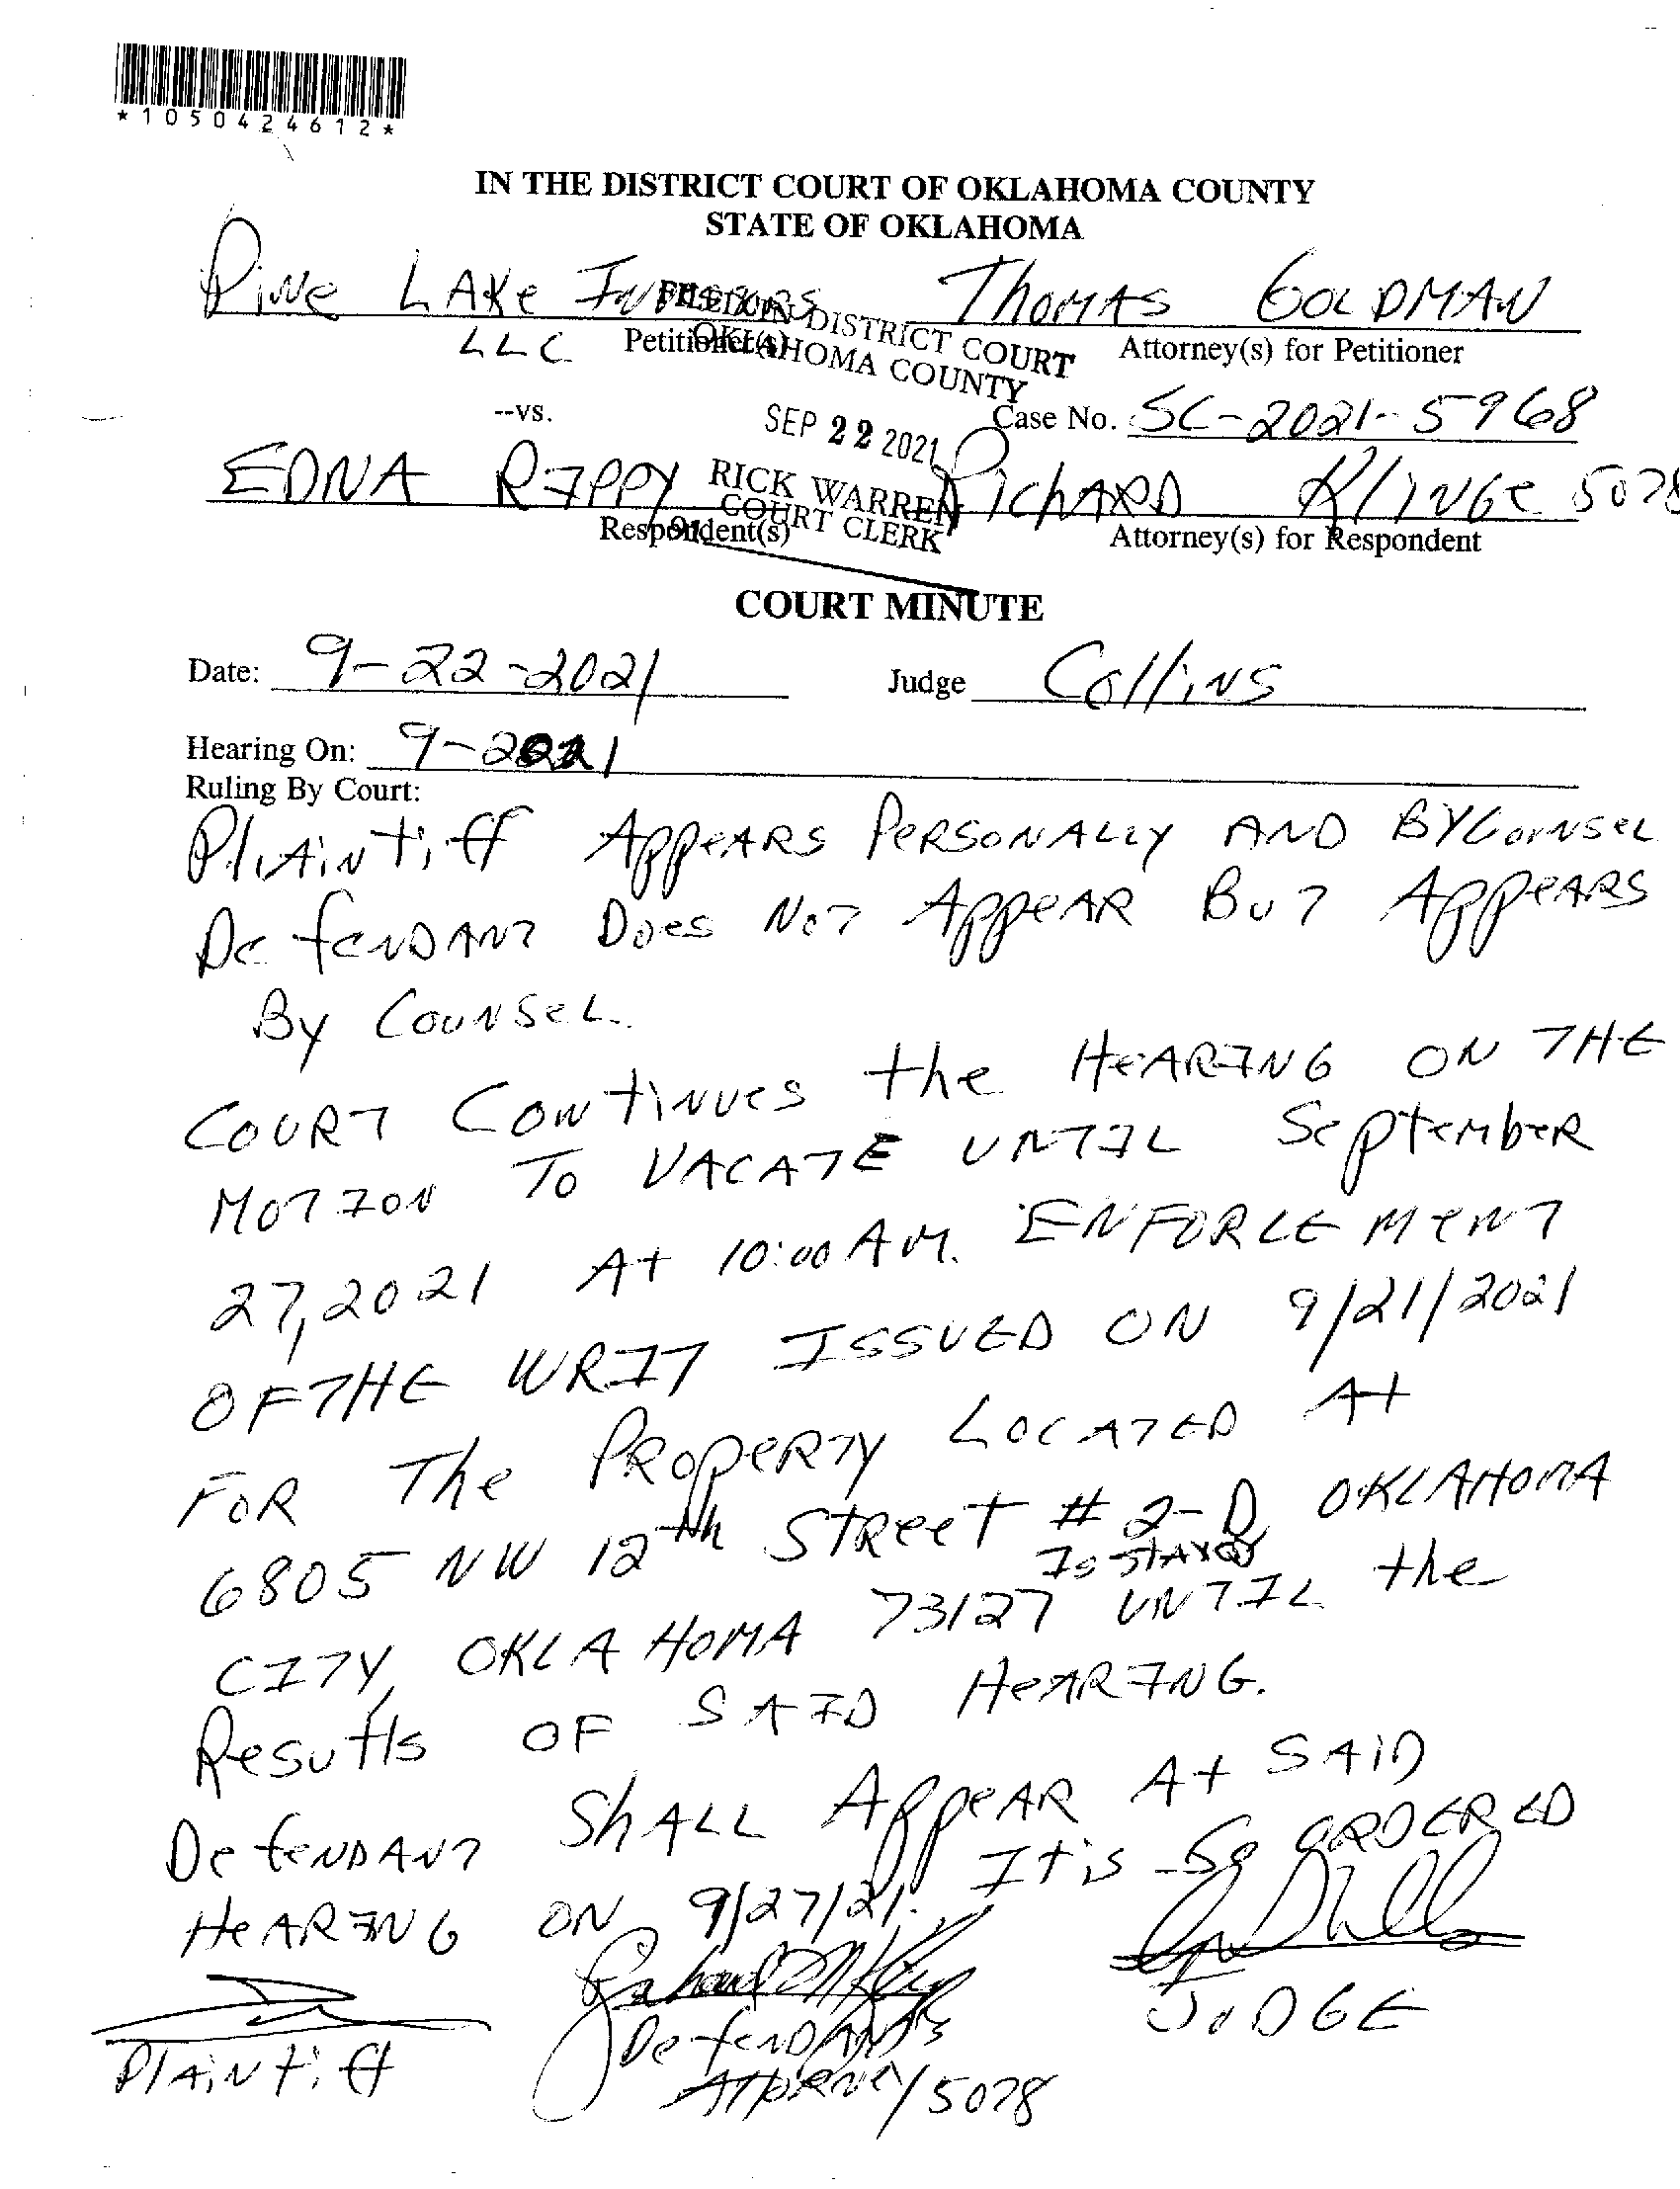 *1050424612*
IN THE DISTRICT COURT OF OKLAHOMA COUNTY
STATE OF OKLAHOMA
Pine LAKe Investors Thomas GOLDMAN
LLC Petitioner(s) Attorney(s) for Petitioner
FILED IN DISTRICT COURT
OKLAHOMA COUNTY
--vs. Case No. SC-2021-5968
SEP 22 2021
EDNA RIPPY RIChARD KlINGe 5078
RICK WARREN
COURT CLERK
Respondent(s) Attorney(s) for Respondent
COURT MINUTE
Date: 9-22-2021 Judge Collins
Hearing On: 9-2021
Ruling By Court:
PlAintiff AppeARS PERSONALLY AND BY CounseL
DefeNDANT Does NOT AppeAR BUT AppeARS
By CounseL.
COURT CONtinues the HeARING ON THE
MOTION To VACATE UNTIL September
27, 2021 At 10:00 AM. ENFORCEMENT
OF THE WRIT ISSUED ON 9/21/2021
FOR The PROpeRTY LOCATED At
6805 NW 12th STReet # 2-D, OKLAHOMA
Is STAYed
CITY, OKLAHOMA 73127 UNTIL the
Resutls OF SAID HeARING.
DefeNDANT ShALL AppeAR At SAID
HeARING ON 9/27/21. It is So ORDERED
PlAintiff DefeNDANT's JUDGE
AttORNeY 5078